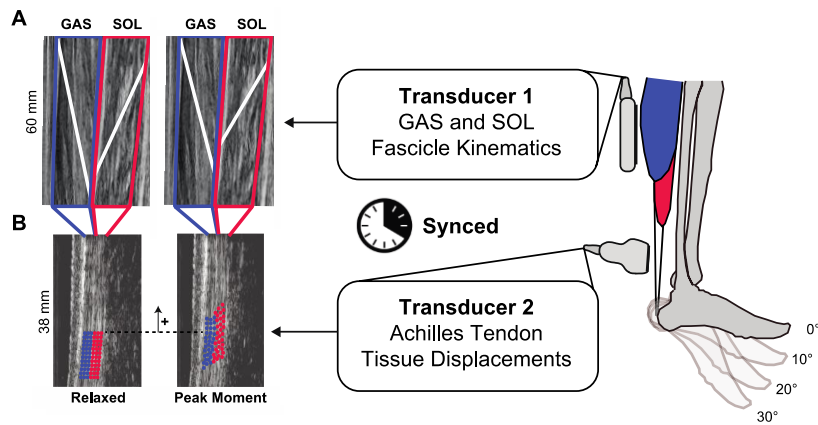 A
GAS SOL
GAS SOL
60 mm
Transducer 1
GAS and SOL
Fascicle Kinematics
Synced
B
38 mm
+
Transducer 2
Achilles Tendon
Tissue Displacements
Relaxed
Peak Moment
0°
10°
20°
30°